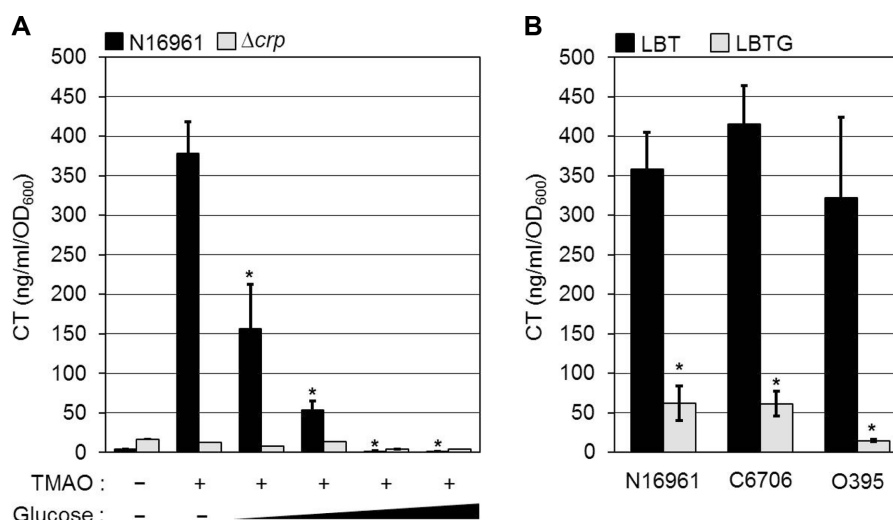 A
N16961 Δcrp
CT (ng/ml/OD600)
500
450
400
350
300
250
200
150
100
50
0
* * * *
TMAO : – + + + + +
Glucose : – –
B
LBT LBTG
CT (ng/ml/OD600)
500
450
400
350
300
250
200
150
100
50
0
* * *
N16961 C6706 O395